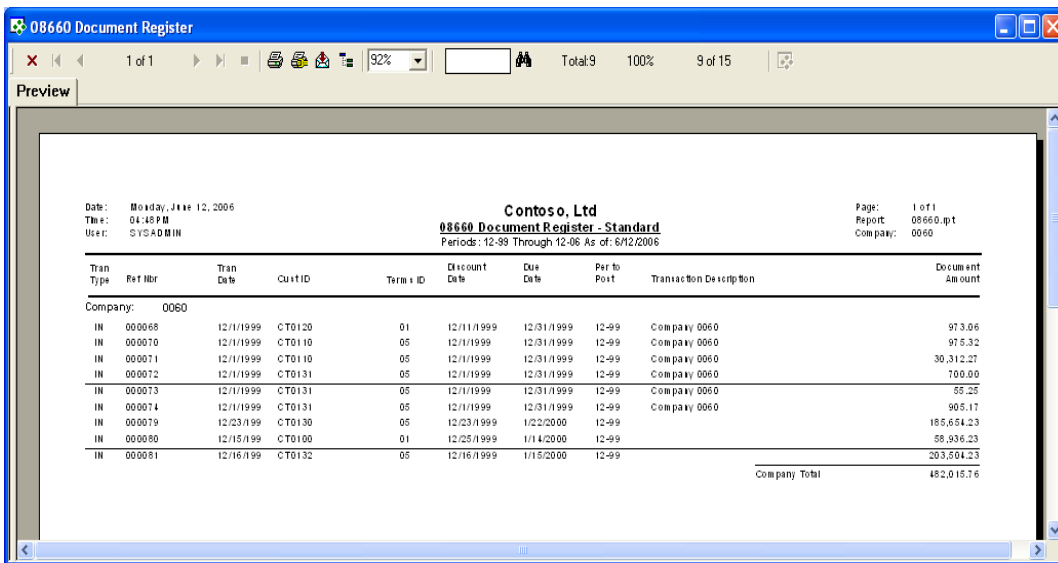 08660 Document Register
1 of 1 92% Total:9 100% 9 of 15
Preview
Date: Monday, June 12, 2006 Contoso, Ltd Page: 1 of 1
Time: 04:48 PM 08660 Document Register - Standard Report 08660.rpt
User: SYSADMIN Periods: 12-99 Through 12-06 As of: 6/12/2006 Company: 0060
Tran Type Ref Nbr Tran Date Cust ID Terms ID Discount Date Due Date Per to Post Transaction Description Document Amount
Company: 0060
IN 000068 12/1/1999 CT0120 01 12/11/1999 12/31/1999 12-99 Company 0060 973.06
IN 000070 12/1/1999 CT0110 05 12/1/1999 12/31/1999 12-99 Company 0060 975.32
IN 000071 12/1/1999 CT0110 05 12/1/1999 12/31/1999 12-99 Company 0060 30,312.27
IN 000072 12/1/1999 CT0131 05 12/1/1999 12/31/1999 12-99 Company 0060 700.00
IN 000073 12/1/1999 CT0131 05 12/1/1999 12/31/1999 12-99 Company 0060 55.25
IN 000074 12/1/1999 CT0131 05 12/1/1999 12/31/1999 12-99 Company 0060 905.17
IN 000079 12/23/199 CT0130 05 12/23/1999 1/22/2000 12-99 185,654.23
IN 000080 12/15/199 CT0100 01 12/25/1999 1/14/2000 12-99 58,936.23
IN 000081 12/16/199 CT0132 05 12/16/1999 1/15/2000 12-99 203,504.23
Company Total 482,015.76